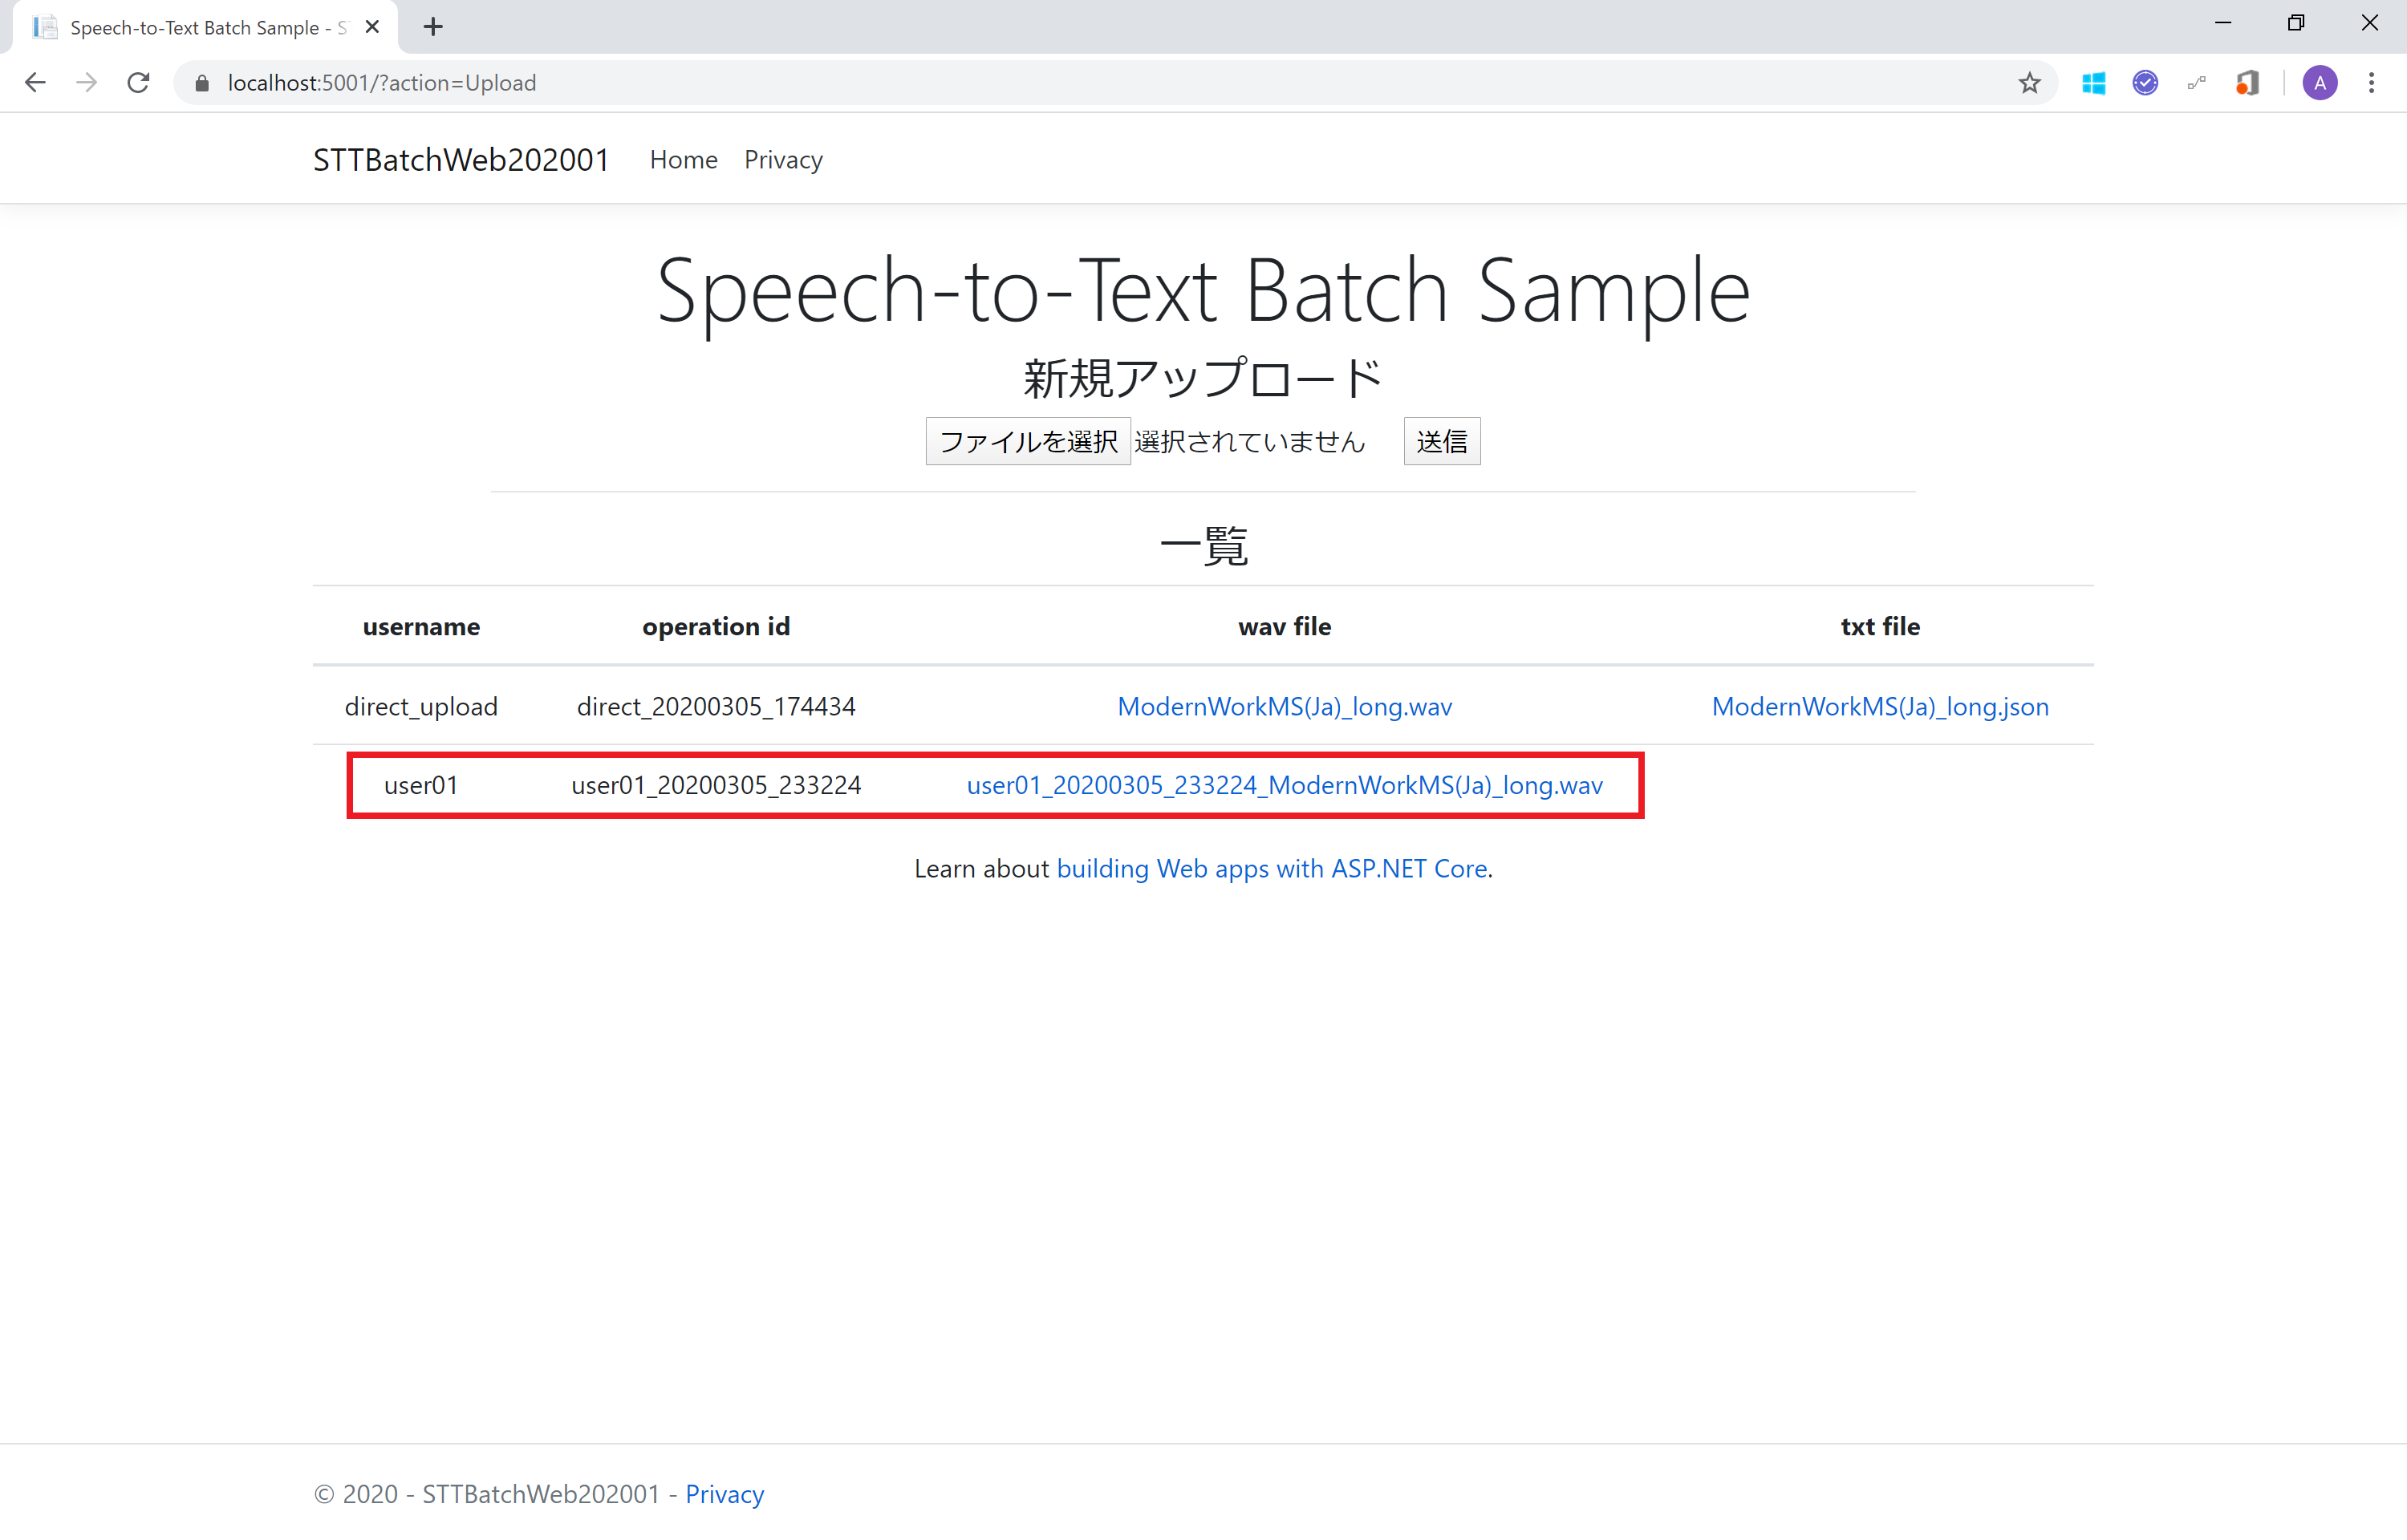 Speech-to-Text Batch Sample - S
localhost:5001/?action=Upload
A
STTBatchWeb202001 Home Privacy
Speech-to-Text Batch Sample
新規アップロード
ファイルを選択 選択されていません 送信
一覧
username operation id wav file txt file
direct_upload direct_20200305_174434 ModernWorkMS(Ja)_long.wav ModernWorkMS(Ja)_long.json
user01 user01_20200305_233224 user01_20200305_233224_ModernWorkMS(Ja)_long.wav
Learn about building Web apps with ASP.NET Core.
© 2020 - STTBatchWeb202001 - Privacy